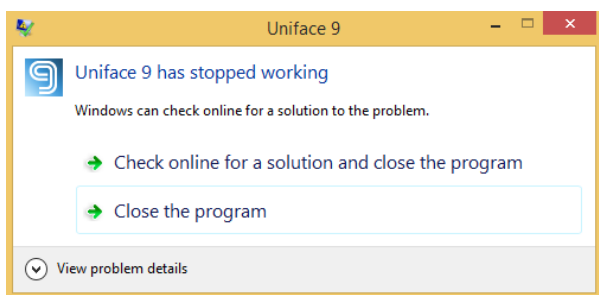 Uniface 9
Uniface 9 has stopped working
Windows can check online for a solution to the problem.
Check online for a solution and close the program
Close the program
View problem details